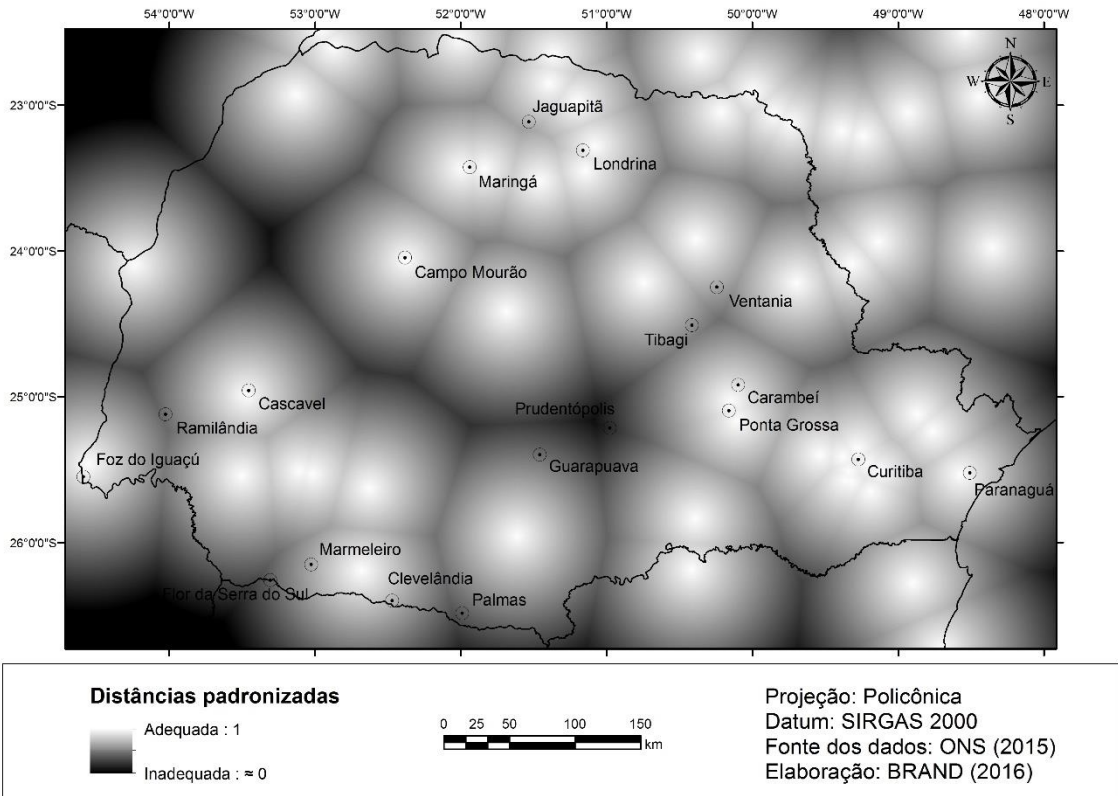 54°0'0"W 53°0'0"W 52°0'0"W 51°0'0"W 50°0'0"W 49°0'0"W 48°0'0"W
N
W E
S
23°0'0"S
Jaguapitã
Londrina
Maringá
24°0'0"S
Campo Mourão
Ventania
Tibagi
25°0'0"S
Cascavel
Carambeí
Prudentópolis
Ponta Grossa
Ramilândia
Foz do Iguaçú
Guarapuava
Curitiba
Paranaguá
26°0'0"S
Marmeleiro
Clevelândia
Flor da Serra do Sul
Palmas
Distâncias padronizadas
Adequada : 1
Inadequada : ≈ 0
0 25 50 100 150
km
Projeção: Policônica
Datum: SIRGAS 2000
Fonte dos dados: ONS (2015)
Elaboração: BRAND (2016)